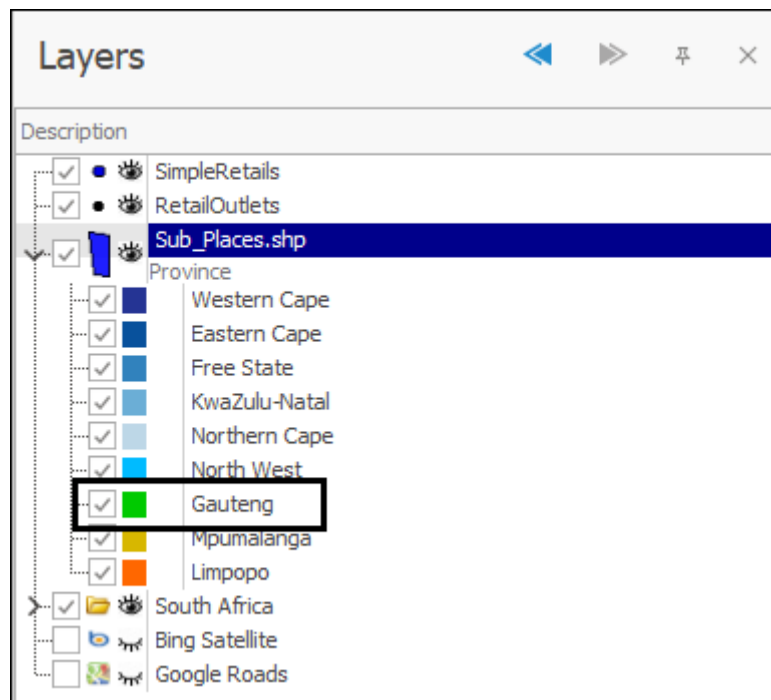 Layers
Description
SimpleRetails
RetailOutlets
Sub_Places.shp
Province
Western Cape
Eastern Cape
Free State
KwaZulu-Natal
Northern Cape
North West
Gauteng
Mpumalanga
Limpopo
South Africa
Bing Satellite
Google Roads